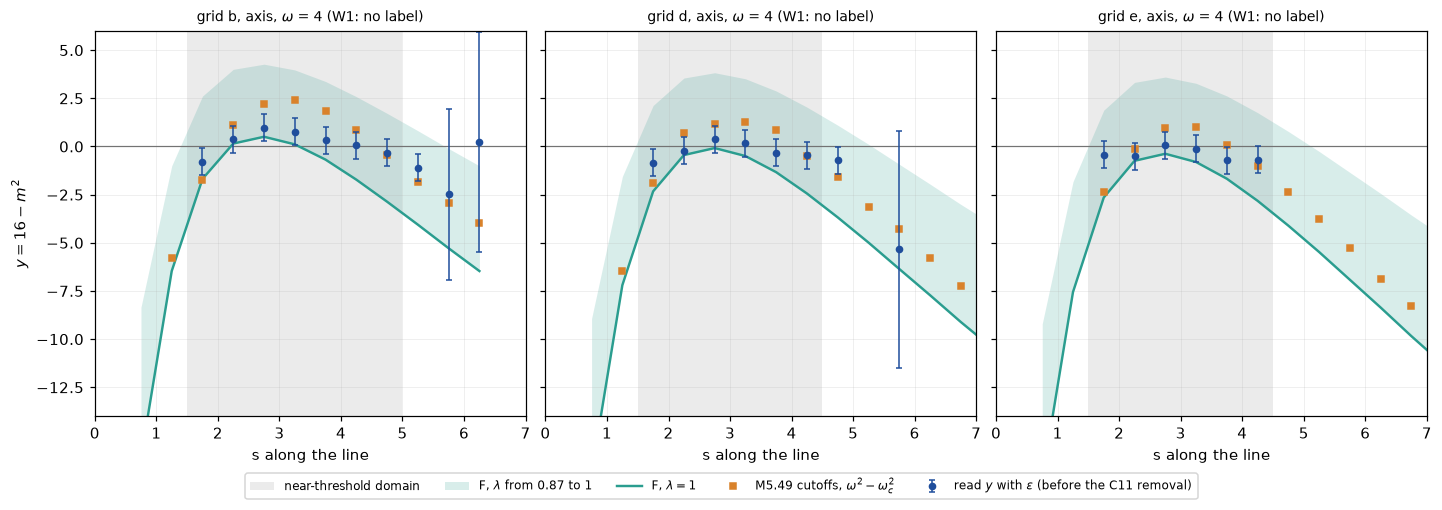 grid b, axis, ω = 4 (W1: no label)
grid d, axis, ω = 4 (W1: no label)
grid e, axis, ω = 4 (W1: no label)
y = 16 − m²
5.0
2.5
0.0
−2.5
−5.0
−7.5
−10.0
−12.5
0 1 2 3 4 5 6 7
0 1 2 3 4 5 6 7
0 1 2 3 4 5 6 7
s along the line
s along the line
s along the line
near-threshold domain
F, λ from 0.87 to 1
F, λ = 1
M5.49 cutoffs, ω² − ω_c²
read y with ε (before the C11 removal)